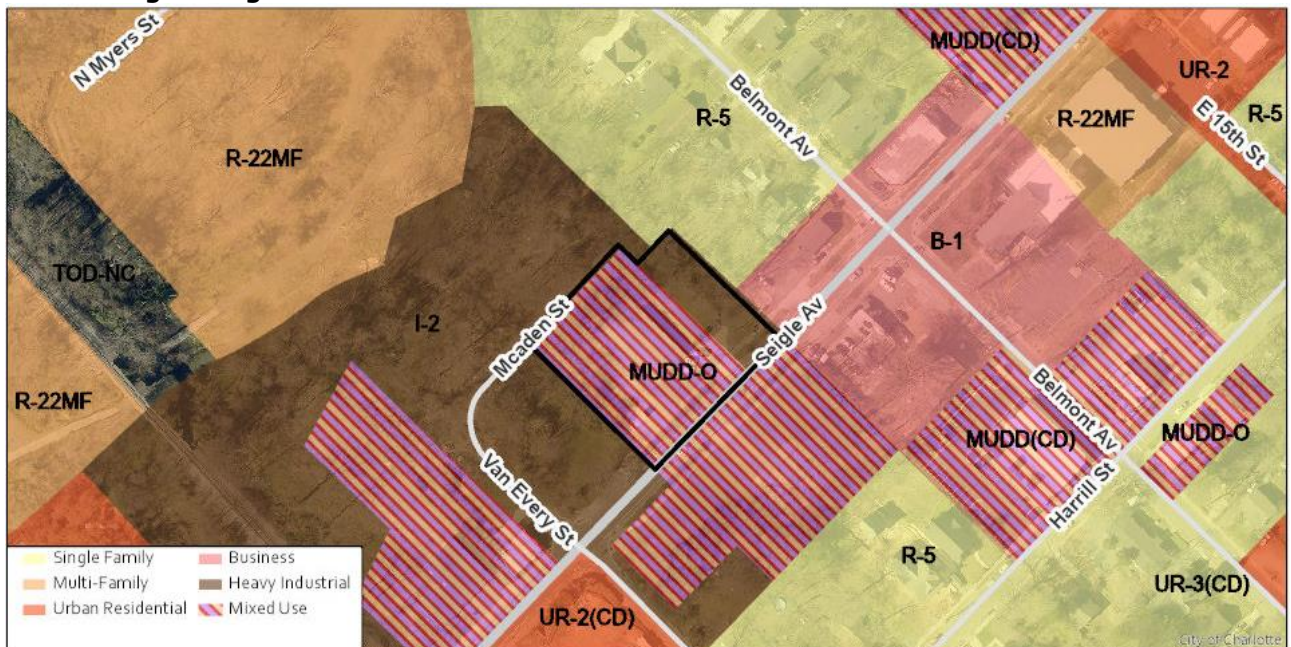 N Myers St
MUDD(CD)
UR-2
Belmont Av
R-5
R-22MF
E 15th St
R-5
R-22MF
B-1
TOD-NC
I-2
Mcaden St
Seigle Av
MUDD-O
R-22MF
Belmont Av
MUDD(CD)
MUDD-O
Van Every St
Harrill St
R-5
Single Family
Business
Multi-Family
Heavy Industrial
UR-3(CD)
Urban Residential
Mixed Use
UR-2(CD)
City of Charlotte